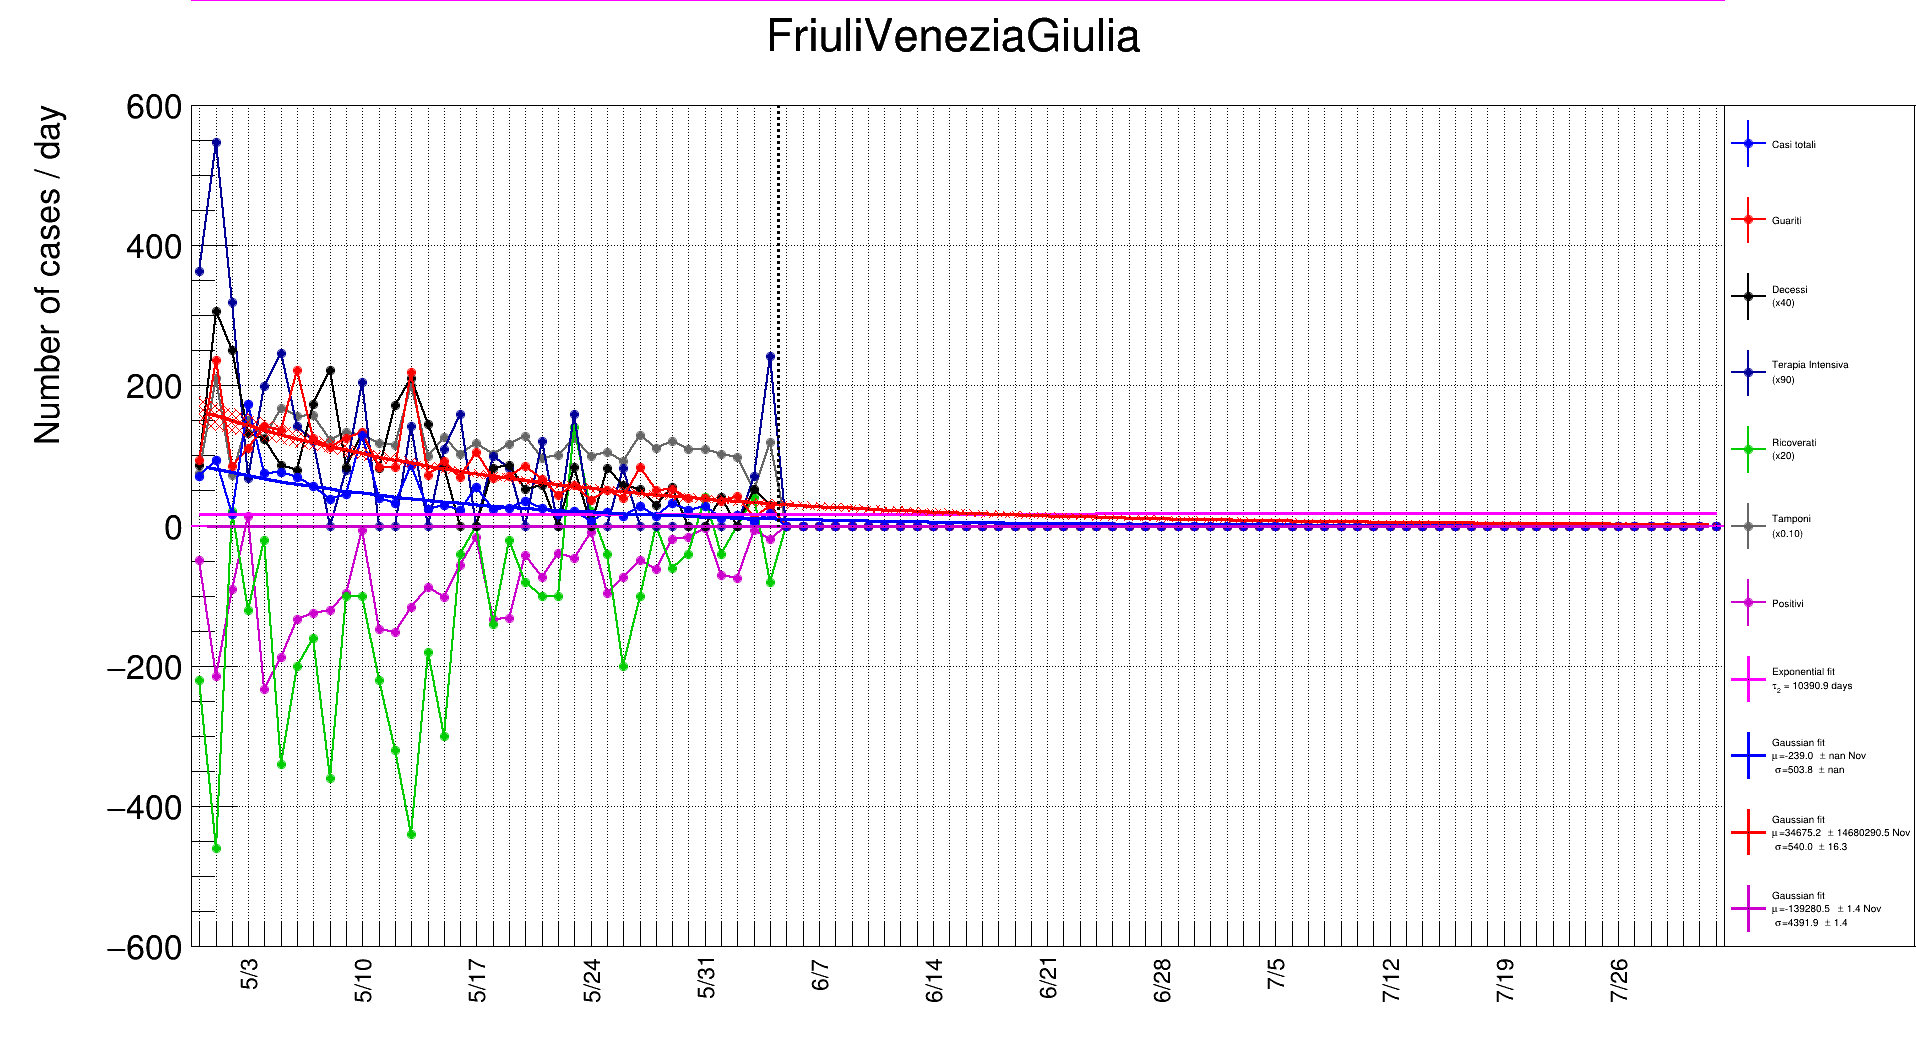 FriuliVeneziaGiulia
Number of cases / day
600
400
200
0
−200
−400
−600
5/3
5/10
5/17
5/24
5/31
6/7
6/14
6/21
6/28
7/5
7/12
7/19
7/26
Casi totali
Guariti
Decessi
(x40)
Terapia Intensiva
(x90)
Ricoverati
(x20)
Tamponi
(x0.10)
Positivi
Exponential fit
τ2 = 10390.9 days
Gaussian fit
μ=-239.0 ± nan Nov
σ=503.8 ± nan
Gaussian fit
μ=34675.2 ± 14680290.5 Nov
σ=540.0 ± 16.3
Gaussian fit
μ=-139280.5 ± 1.4 Nov
σ=4391.9 ± 1.4